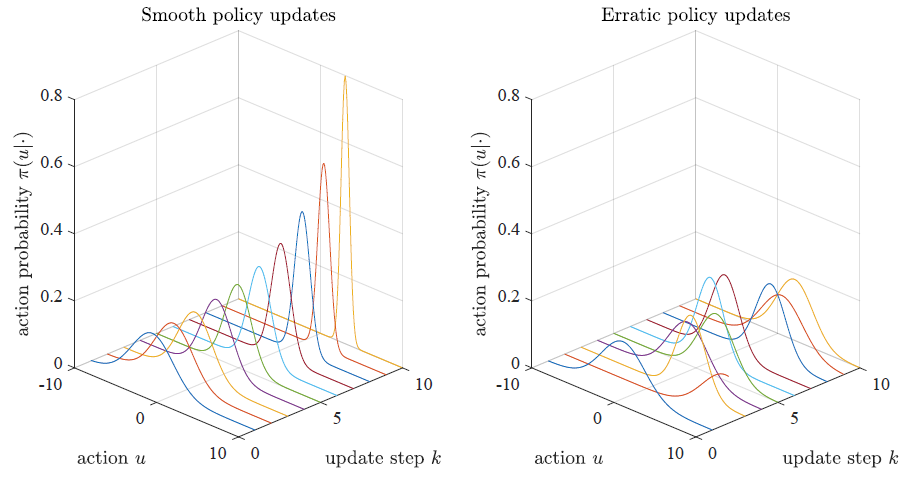 Smooth policy updates
0.8
0.6
0.4
0.2
0
action probability π(u|·)
-10
0
10
action u
0
5
10
update step k
Erratic policy updates
0.8
0.6
0.4
0.2
0
action probability π(u|·)
-10
0
10
action u
0
5
10
update step k